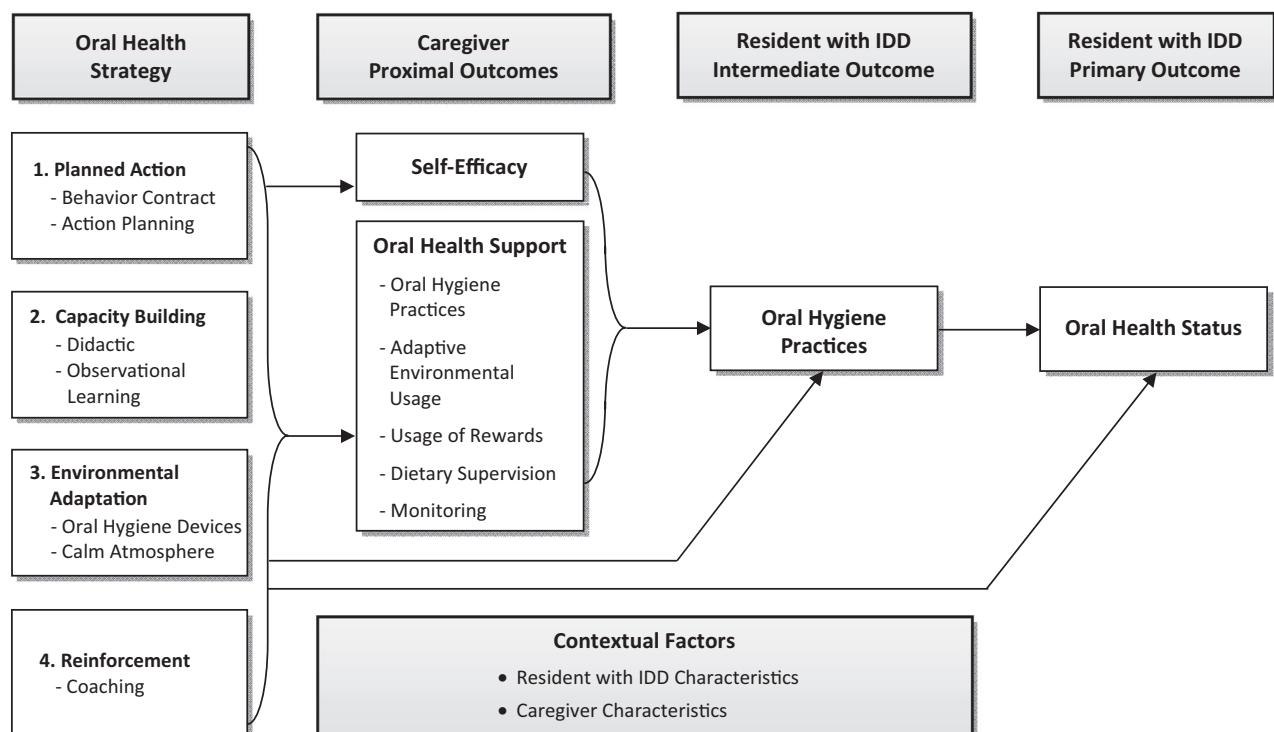 Oral Health
Strategy
Caregiver
Proximal Outcomes
Resident with IDD
Intermediate Outcome
Resident with IDD
Primary Outcome
1. Planned Action
- Behavior Contract
- Action Planning
2. Capacity Building
- Didactic
- Observational
Learning
3. Environmental
Adaptation
- Oral Hygiene Devices
- Calm Atmosphere
4. Reinforcement
- Coaching
Self-Efficacy
Oral Health Support
- Oral Hygiene
Practices
- Adaptive
Environmental
Usage
- Usage of Rewards
- Dietary Supervision
- Monitoring
Oral Hygiene
Practices
Oral Health Status
Contextual Factors
• Resident with IDD Characteristics
• Caregiver Characteristics